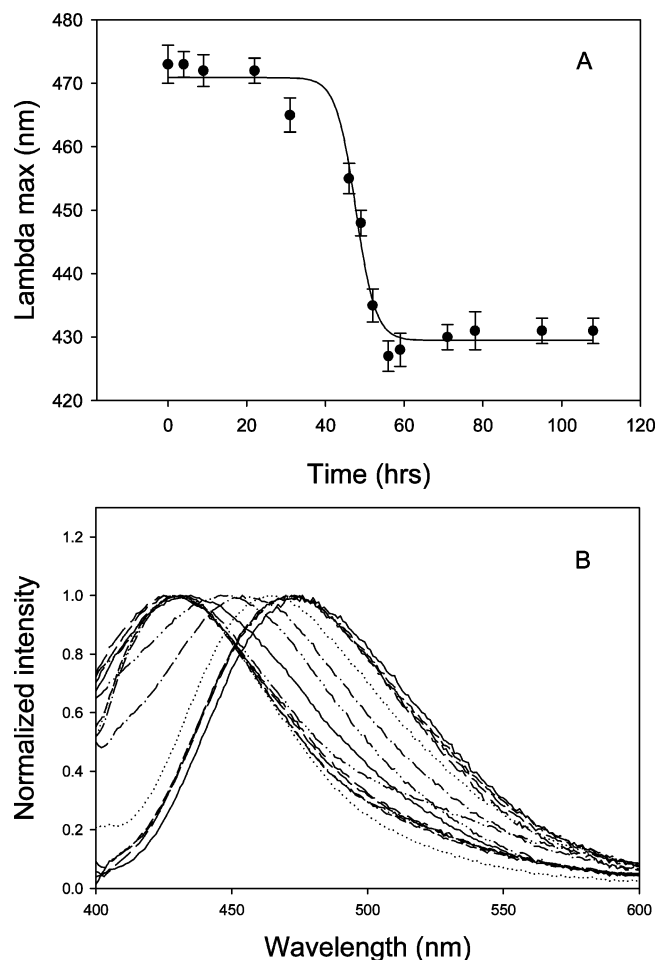 A
Lambda max (nm)
480
470
460
450
440
430
420
0 20 40 60 80 100 120
Time (hrs)
B
Normalized intensity
1.2
1.0
0.8
0.6
0.4
0.2
0.0
400 450 500 550 600
Wavelength (nm)